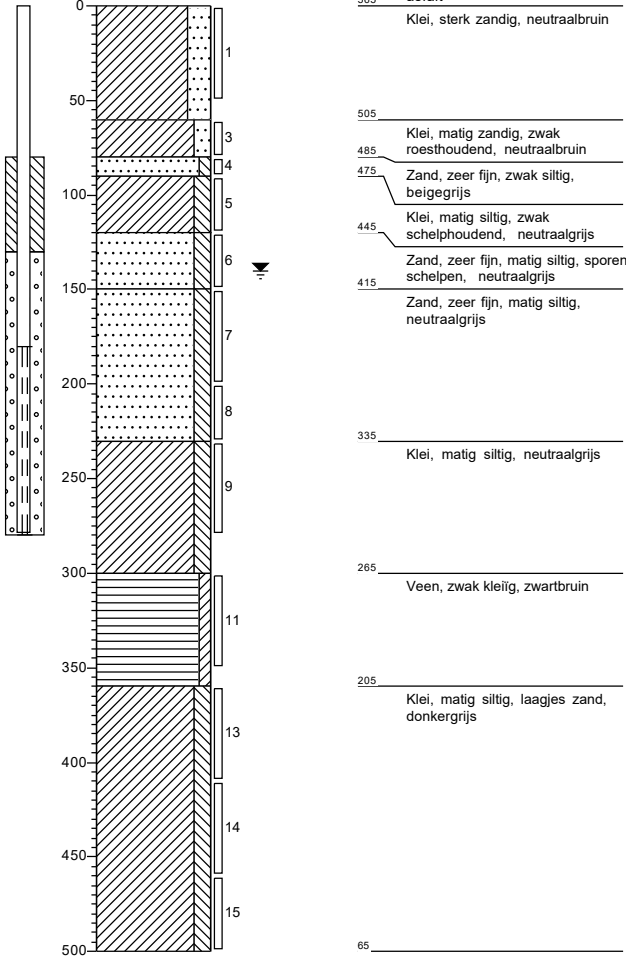 0
50
100
150
200
250
300
350
400
450
500
1
3
4
5
6
7
8
9
11
13
14
15
565
Klei, sterk zandig, neutraalbruin
505
Klei, matig zandig, zwak
roesthoudend, neutraalbruin
485
475
Zand, zeer fijn, zwak siltig,
beigegrijs
Klei, matig siltig, zwak
schelphoudend, neutraalgrijs
445
Zand, zeer fijn, matig siltig, sporen
schelpen, neutraalgrijs
415
Zand, zeer fijn, matig siltig,
neutraalgrijs
335
Klei, matig siltig, neutraalgrijs
265
Veen, zwak kleiïg, zwartbruin
205
Klei, matig siltig, laagjes zand,
donkergrijs
65